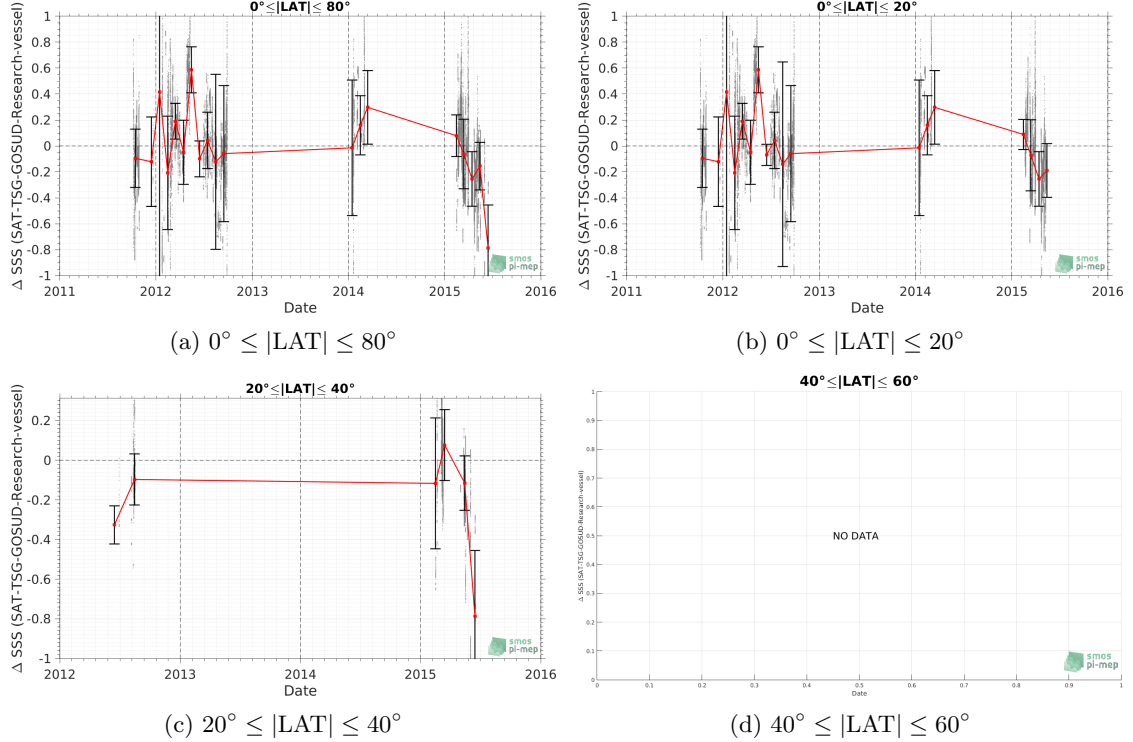 0°≤|LAT|≤ 80°
Δ SSS (SAT-TSG-GOSUD-Research-vessel)
1
0.8
0.6
0.4
0.2
0
-0.2
-0.4
-0.6
-0.8
-1
2011 2012 2013 2014 2015 2016
Date
smos
pi-mep
(a) 0° ≤ |LAT| ≤ 80°
0°≤|LAT|≤ 20°
Δ SSS (SAT-TSG-GOSUD-Research-vessel)
1
0.8
0.6
0.4
0.2
0
-0.2
-0.4
-0.6
-0.8
-1
2011 2012 2013 2014 2015 2016
Date
smos
pi-mep
(b) 0° ≤ |LAT| ≤ 20°
20°≤|LAT|≤ 40°
Δ SSS (SAT-TSG-GOSUD-Research-vessel)
0.2
0
-0.2
-0.4
-0.6
-0.8
-1
2012 2013 2014 2015 2016
Date
smos
pi-mep
(c) 20° ≤ |LAT| ≤ 40°
40°≤|LAT|≤ 60°
Δ SSS (SAT-TSG-GOSUD-Research-vessel)
1
0.9
0.8
0.7
0.6
0.5
0.4
0.3
0.2
0.1
0
NO DATA
0 0.1 0.2 0.3 0.4 0.5 0.6 0.7 0.8 0.9 1
Date
smos
pi-mep
(d) 40° ≤ |LAT| ≤ 60°